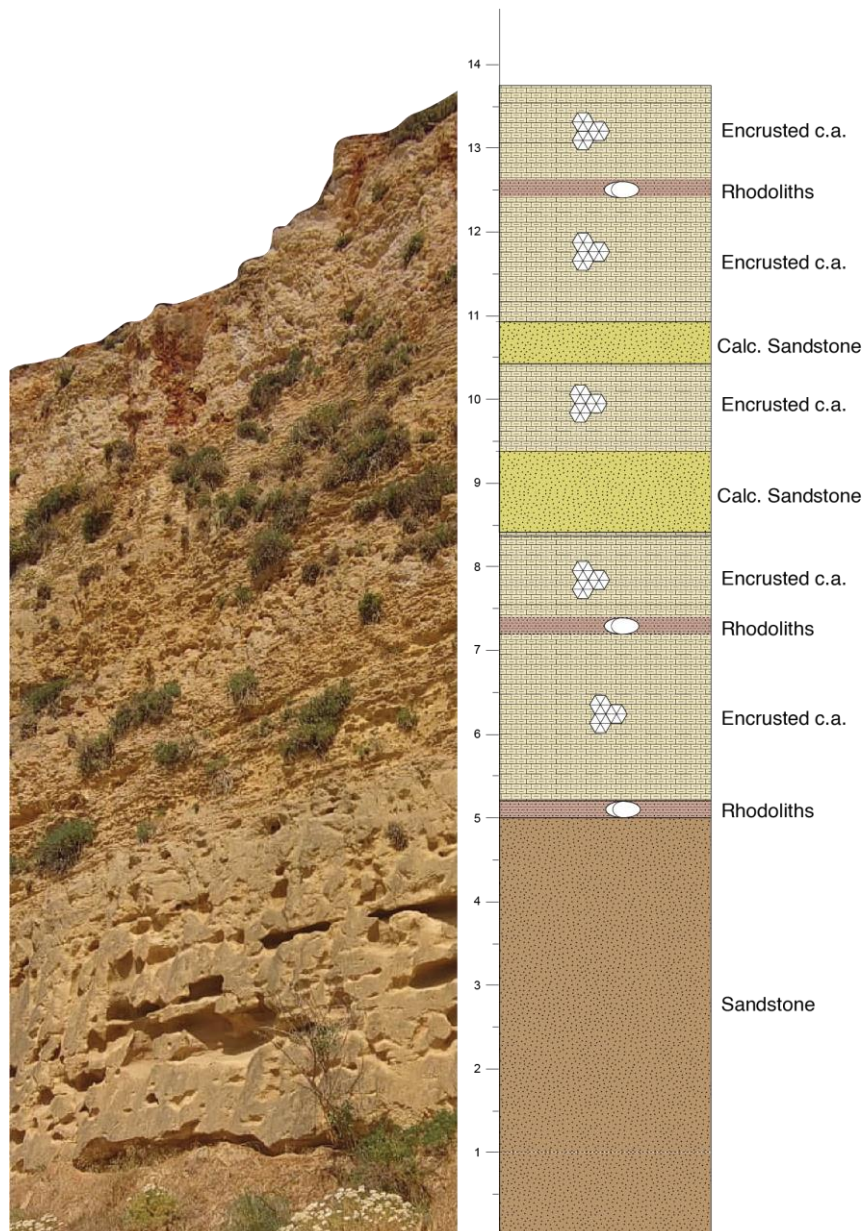 14
Encrusted c.a.
13
Rhodoliths
12
Encrusted c.a.
11
Calc. Sandstone
10
Encrusted c.a.
9
Calc. Sandstone
8
Encrusted c.a.
Rhodoliths
7
Encrusted c.a.
6
Rhodoliths
5
4
3
Sandstone
2
1